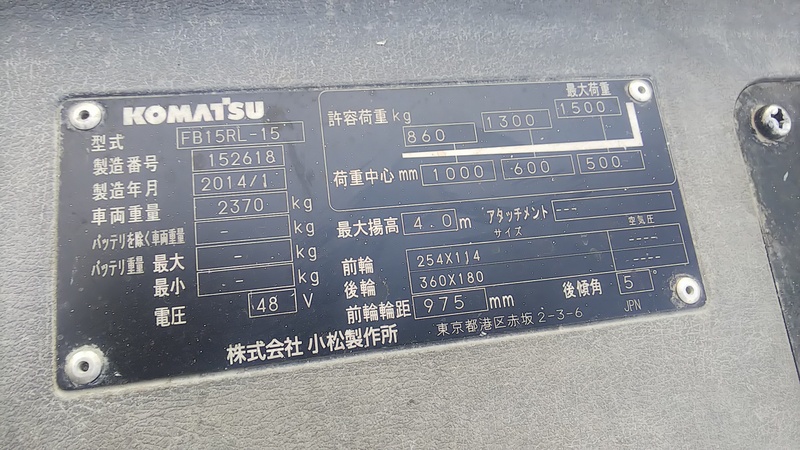 KOMATSU
型式 FB15RL-15
製造番号 152618
製造年月 2014/1
車両重量 2370 kg
バッテリを除く車両重量 - kg
バッテリ重量 最大 - kg
最小 - kg
電圧 48 V
最大荷重
許容荷重 kg 860 1300 1500
荷重中心 mm 1000 600 500
最大揚高 4.0 m アタッチメント ---
サイズ 空気圧
前輪 254X114 ----
後輪 360X180 ----
前輪輪距 975 mm 後傾角 5°
株式会社 小松製作所 東京都港区赤坂 2-3-6 JPN